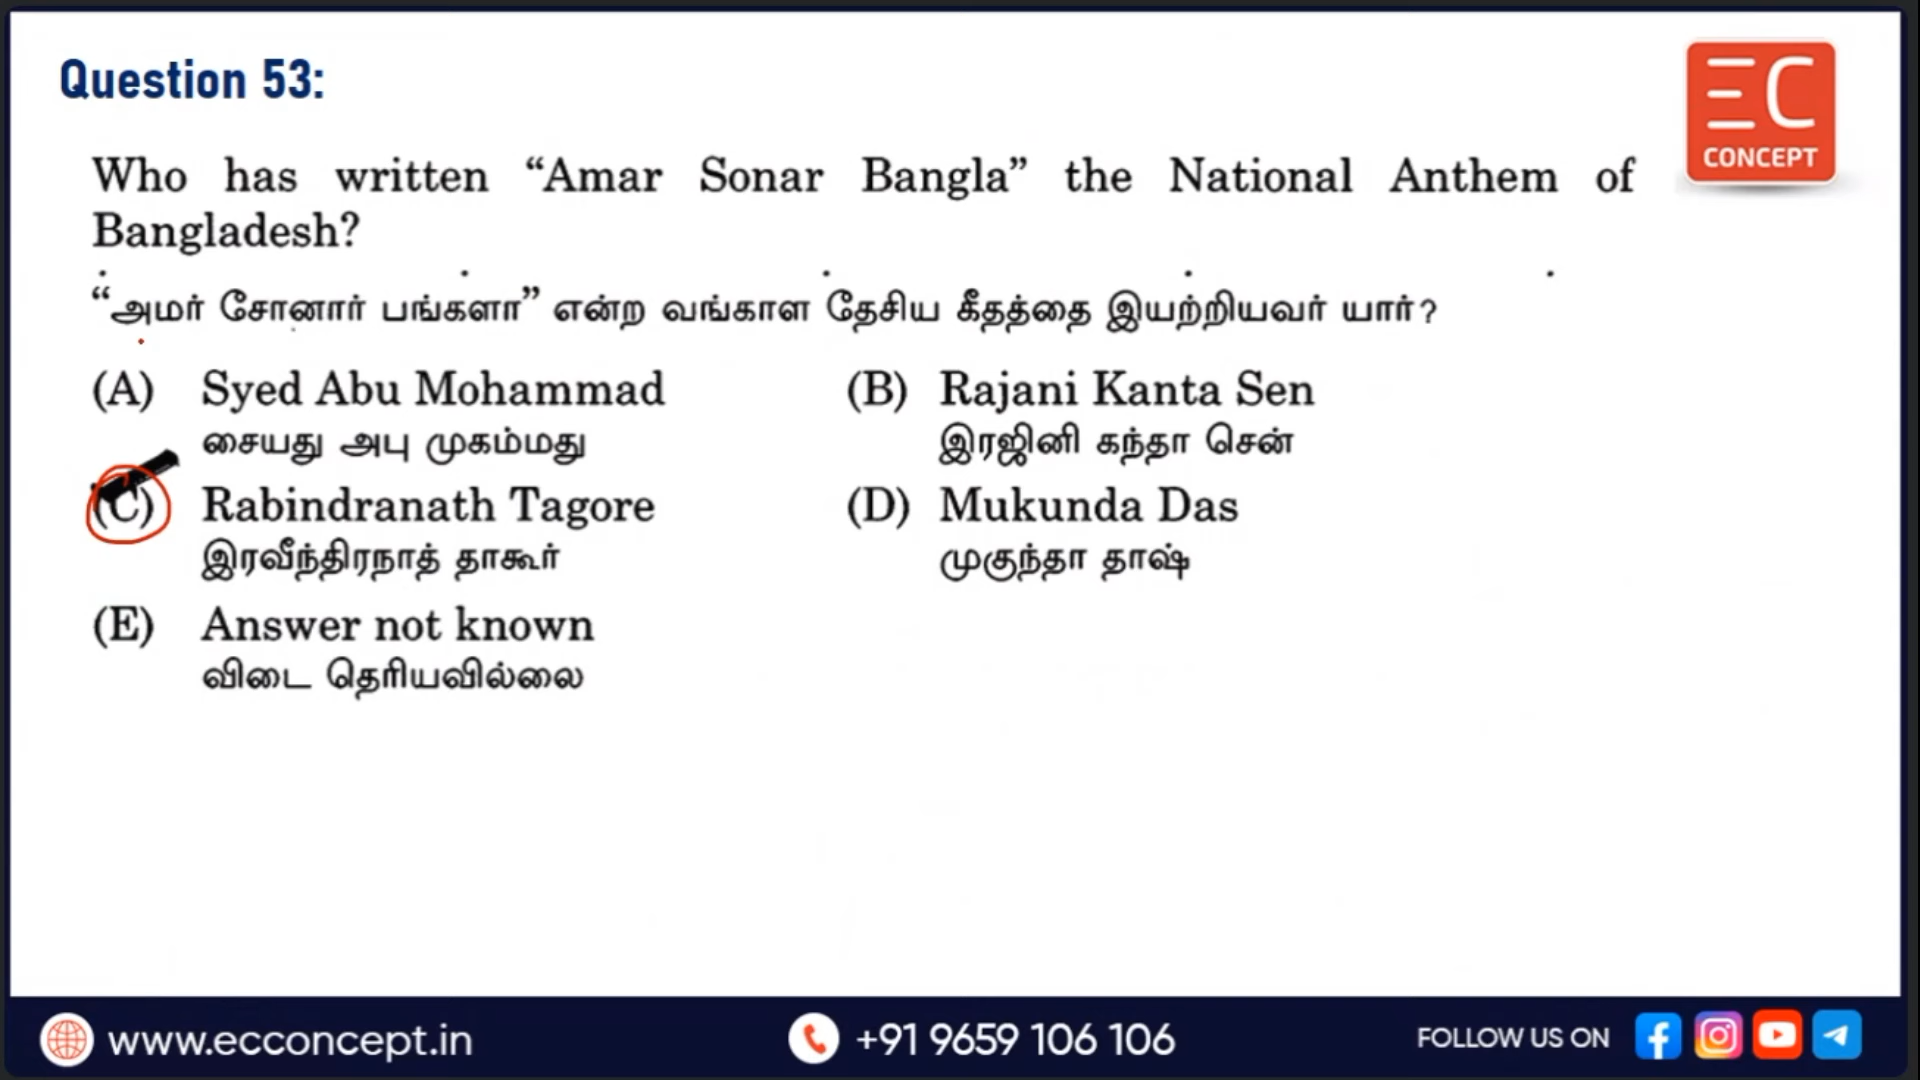 Question 53:
EC
CONCEPT
Who has written “Amar Sonar Bangla” the National Anthem of
Bangladesh?
“அமர் சோனார் பங்களா” என்ற வங்காள தேசிய கீதத்தை இயற்றியவர் யார்?
(A) Syed Abu Mohammad
சையது அபு முகம்மது
(B) Rajani Kanta Sen
இரஜினி கந்தா சென்
(C) Rabindranath Tagore
இரவீந்திரநாத் தாகூர்
(D) Mukunda Das
முகுந்தா தாஷ்
(E) Answer not known
விடை தெரியவில்லை
www.ecconcept.in
+91 9659 106 106
FOLLOW US ON